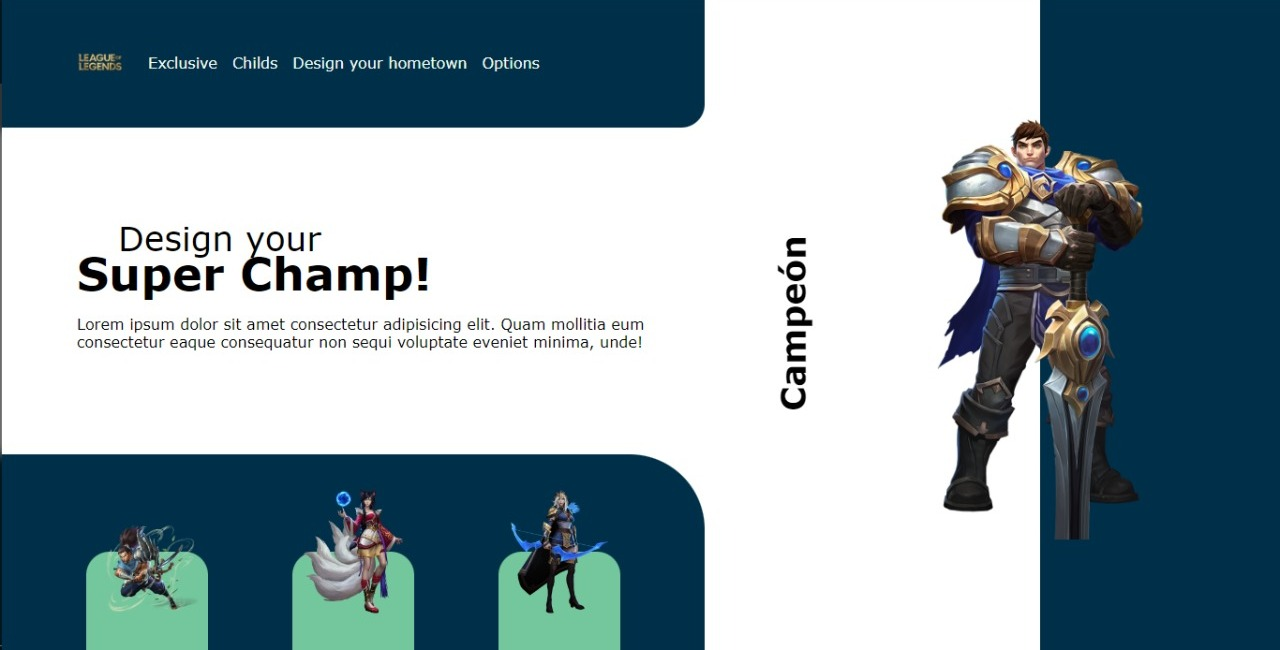 LEAGUE OF
LEGENDS
Exclusive Childs Design your hometown Options
Design your
Super Champ!
Lorem ipsum dolor sit amet consectetur adipisicing elit. Quam mollitia eum
consectetur eaque consequatur non sequi voluptate eveniet minima, unde!
Campeón